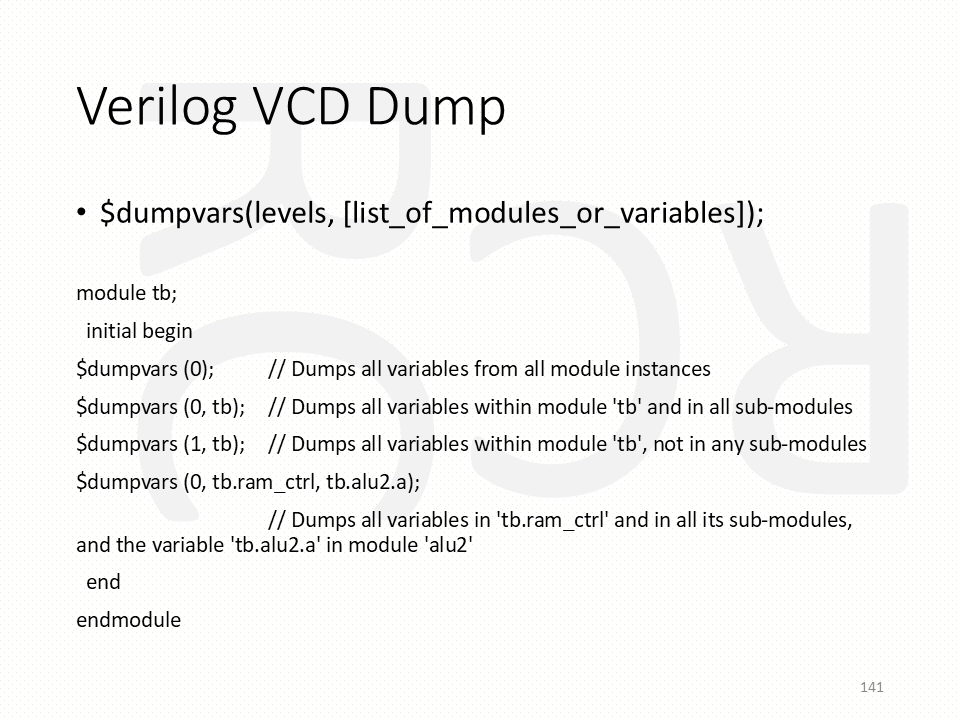 Verilog VCD Dump
• $dumpvars(levels, [list_of_modules_or_variables]);
module tb;
initial begin
$dumpvars (0); // Dumps all variables from all module instances
$dumpvars (0, tb); // Dumps all variables within module 'tb' and in all sub-modules
$dumpvars (1, tb); // Dumps all variables within module 'tb', not in any sub-modules
$dumpvars (0, tb.ram_ctrl, tb.alu2.a);
// Dumps all variables in 'tb.ram_ctrl' and in all its sub-modules,
and the variable 'tb.alu2.a' in module 'alu2'
end
endmodule
141